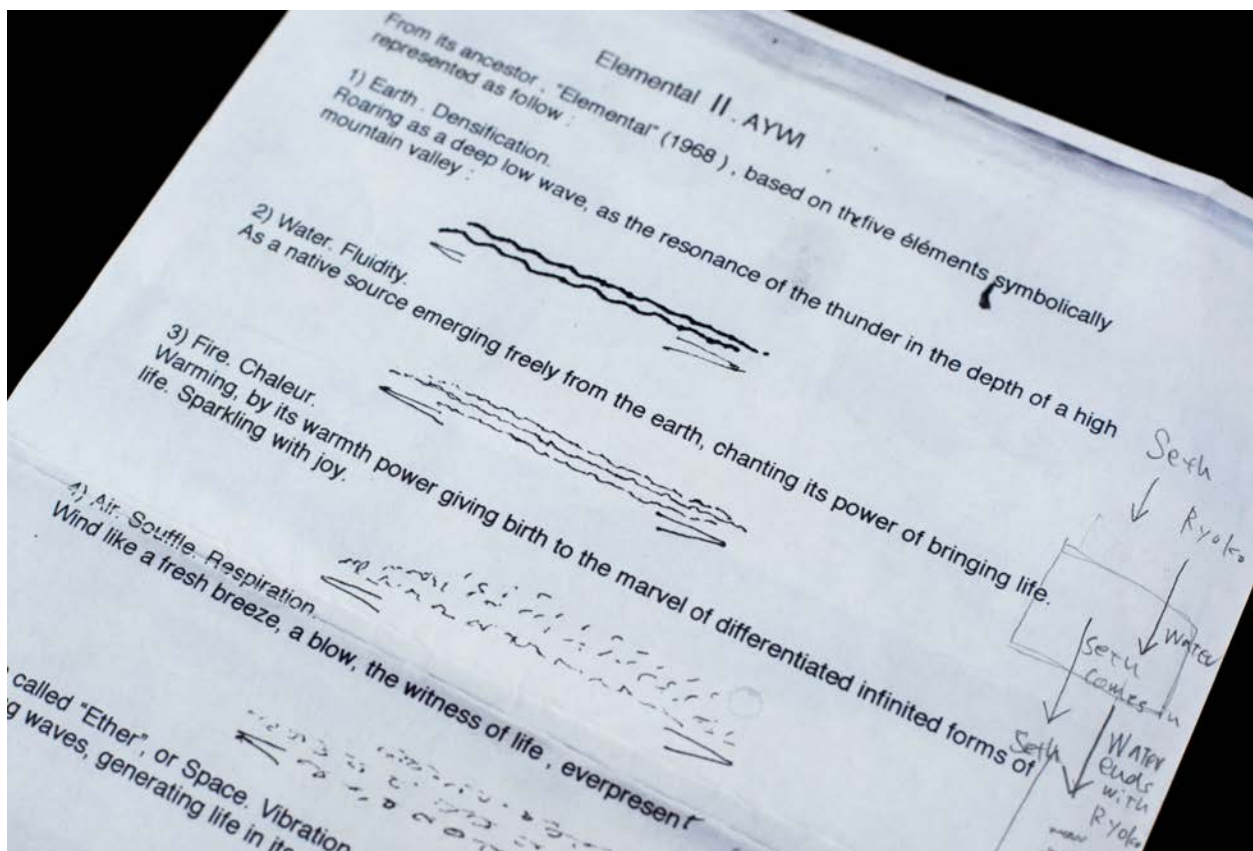 Elemental II . AYWI
From its ancestor , "Elemental" (1968) , based on the five éléments symbolically
represented as follow :
1) Earth . Densification.
Roaring as a deep low wave, as the resonance of the thunder in the depth of a high
mountain valley :
2) Water. Fluidity.
As a native source emerging freely from the earth, chanting its power of bringing life.
3) Fire. Chaleur.
Warming, by its warmth power giving birth to the marvel of differentiated infinited forms of
life. Sparkling with joy.
4) Air. Souffle. Respiration.
Wind like a fresh breeze, a blow, the witness of life , everpresent
called "Ether", or Space. Vibration
waves, generating life in its
Seth
Ryoko
WATER
Seth
comes in
Seth
WATER
ends
with
Ryoko